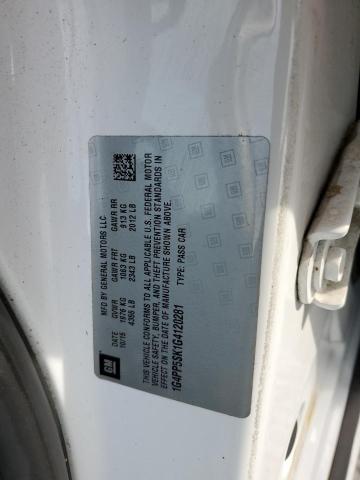 GM
MFD BY GENERAL MOTORS LLC
DATE GVWR GAWR FRT GAWR RR
10/15 1976 KG 1063 KG 913 KG
4355 LB 2343 LB 2012 LB
THIS VEHICLE CONFORMS TO ALL APPLICABLE U.S. FEDERAL MOTOR
VEHICLE SAFETY, BUMPER, AND THEFT PREVENTION STANDARDS IN
EFFECT ON THE DATE OF MANUFACTURE SHOWN ABOVE.
TYPE: PASS CAR
1G4PP5SK1G4120281